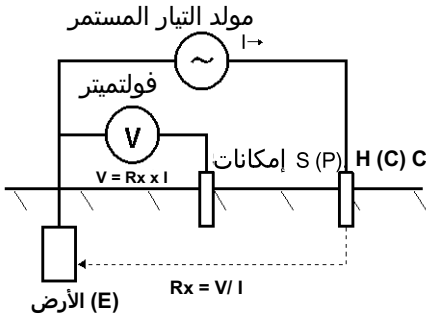 مولد التيار المستمر
I→
~
فولتميتر
V
V = Rx x I
إمكانات S (P) H (C) C
Rx = V/ I
الأرض (E)